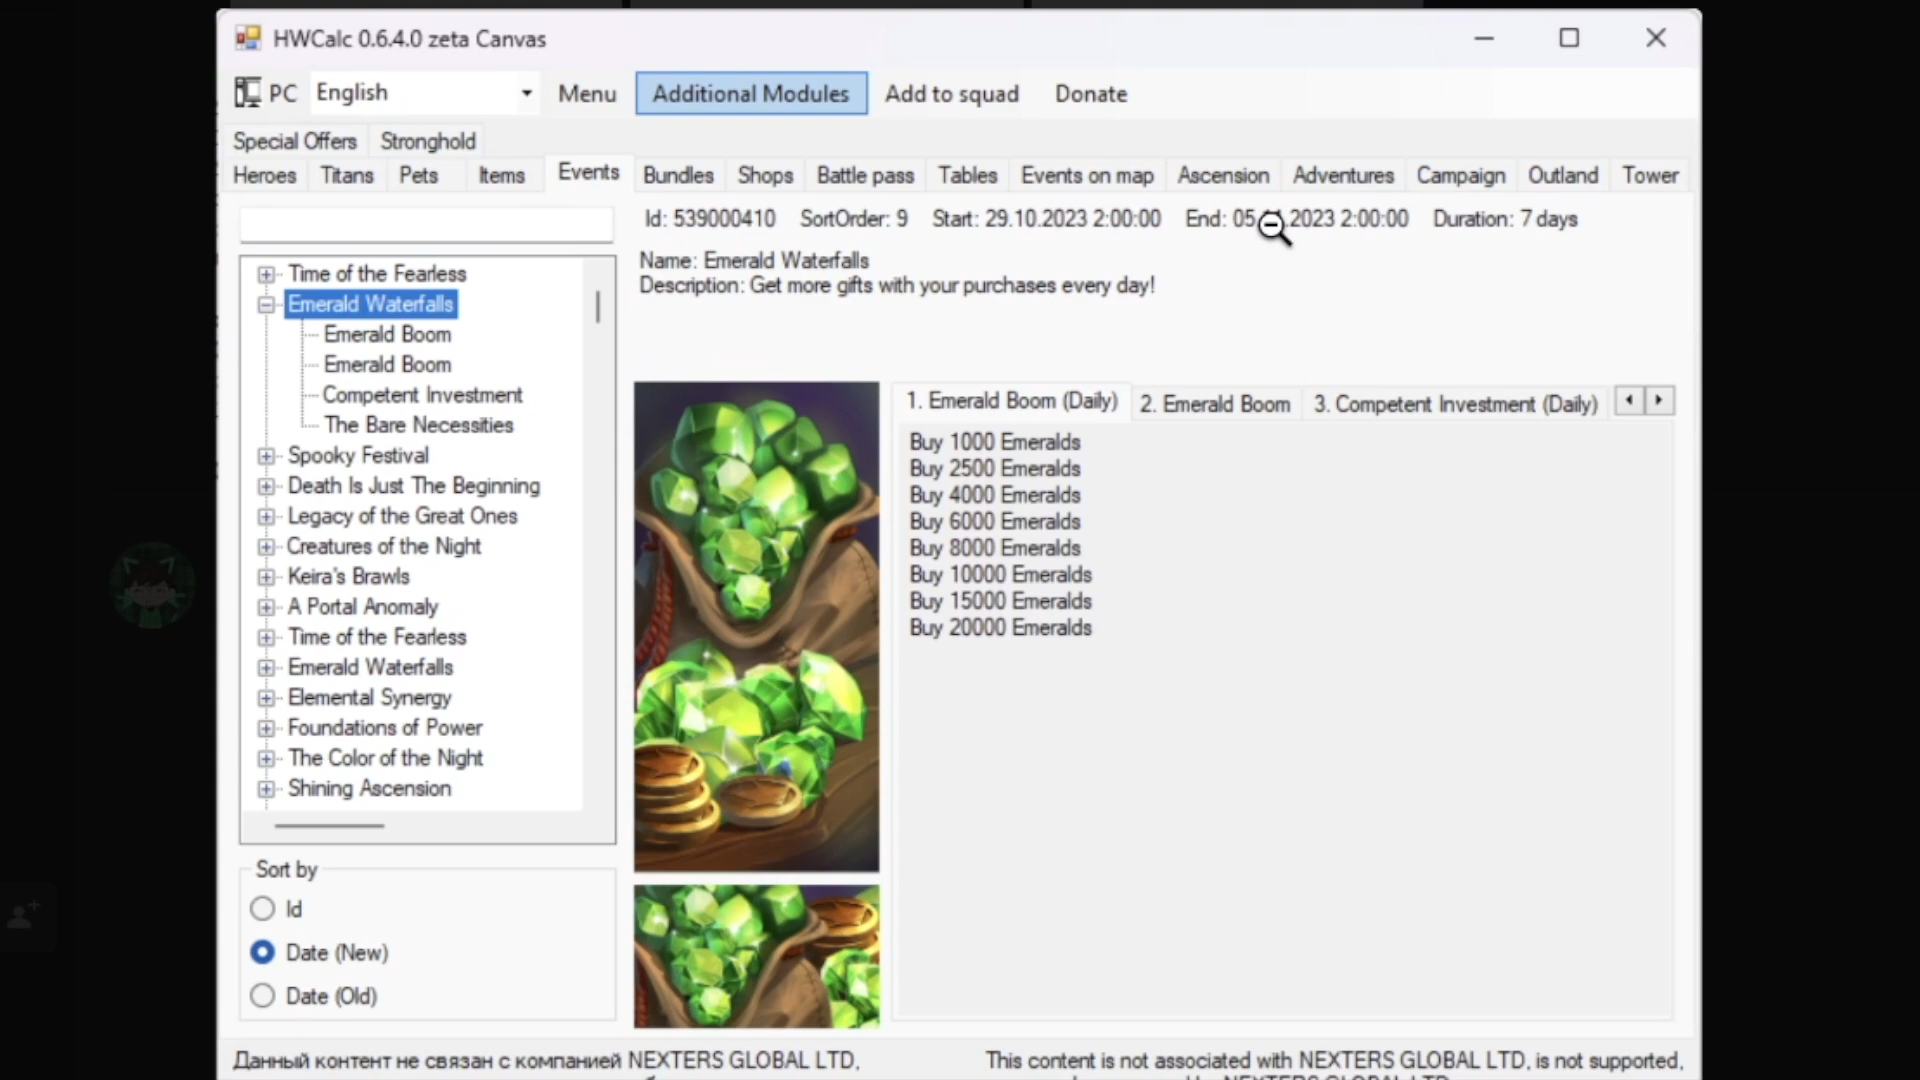 HWCalc 0.6.4.0 zeta Canvas
PC English Menu Additional Modules Add to squad Donate
Special Offers Stronghold
Heroes Titans Pets Items Events Bundles Shops Battle pass Tables Events on map Ascension Adventures Campaign Outland Tower
Id: 539000410 SortOrder: 9 Start: 29.10.2023 2:00:00 End: 05. .2023 2:00:00 Duration: 7 days
Name: Emerald Waterfalls
Description: Get more gifts with your purchases every day!
Time of the Fearless
Emerald Waterfalls
Emerald Boom
Emerald Boom
Competent Investment
The Bare Necessities
Spooky Festival
Death Is Just The Beginning
Legacy of the Great Ones
Creatures of the Night
Keira's Brawls
A Portal Anomaly
Time of the Fearless
Emerald Waterfalls
Elemental Synergy
Foundations of Power
The Color of the Night
Shining Ascension
Sort by
Id
Date (New)
Date (Old)
1. Emerald Boom (Daily) 2. Emerald Boom 3. Competent Investment (Daily)
Buy 1000 Emeralds
Buy 2500 Emeralds
Buy 4000 Emeralds
Buy 6000 Emeralds
Buy 8000 Emeralds
Buy 10000 Emeralds
Buy 15000 Emeralds
Buy 20000 Emeralds
Данный контент не связан с компанией NEXTERS GLOBAL LTD,
This content is not associated with NEXTERS GLOBAL LTD, is not supported,